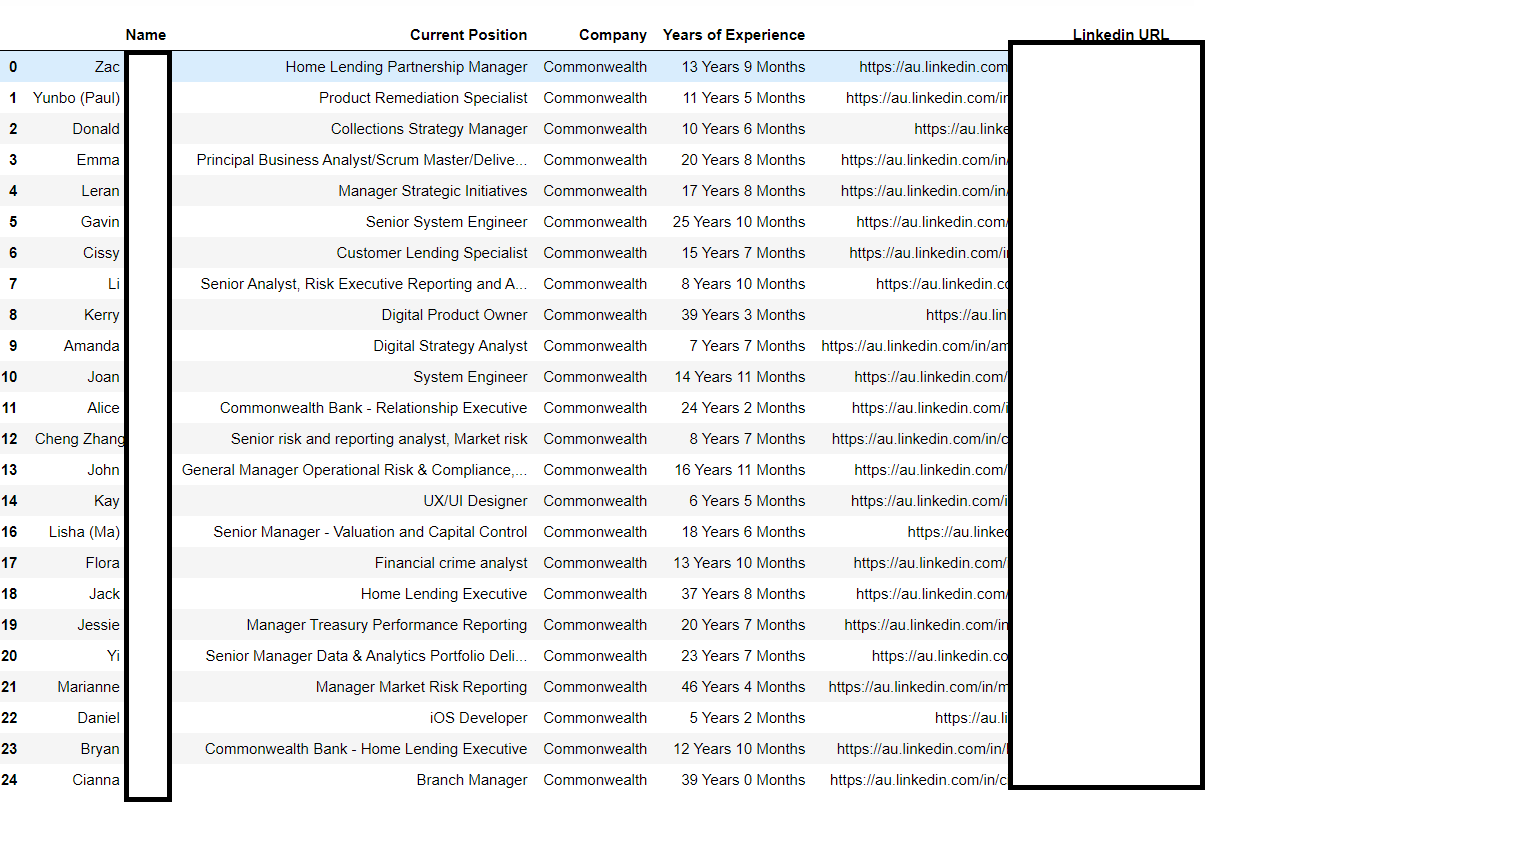 Name Current Position Company Years of Experience Linkedin URL
0 Zac Home Lending Partnership Manager Commonwealth 13 Years 9 Months https://au.linkedin.com
1 Yunbo (Paul) Product Remediation Specialist Commonwealth 11 Years 5 Months https://au.linkedin.com/in
2 Donald Collections Strategy Manager Commonwealth 10 Years 6 Months https://au.linke
3 Emma Principal Business Analyst/Scrum Master/Delive... Commonwealth 20 Years 8 Months https://au.linkedin.com/in/
4 Leran Manager Strategic Initiatives Commonwealth 17 Years 8 Months https://au.linkedin.com/in/
5 Gavin Senior System Engineer Commonwealth 25 Years 10 Months https://au.linkedin.com/
6 Cissy Customer Lending Specialist Commonwealth 15 Years 7 Months https://au.linkedin.com/i
7 Li Senior Analyst, Risk Executive Reporting and A... Commonwealth 8 Years 10 Months https://au.linkedin.co
8 Kerry Digital Product Owner Commonwealth 39 Years 3 Months https://au.lin
9 Amanda Digital Strategy Analyst Commonwealth 7 Years 7 Months https://au.linkedin.com/in/am
10 Joan System Engineer Commonwealth 14 Years 11 Months https://au.linkedin.com/
11 Alice Commonwealth Bank - Relationship Executive Commonwealth 24 Years 2 Months https://au.linkedin.com/i
12 Cheng Zhang Senior risk and reporting analyst, Market risk Commonwealth 8 Years 7 Months https://au.linkedin.com/in/c
13 John General Manager Operational Risk & Compliance,... Commonwealth 16 Years 11 Months https://au.linkedin.com/
14 Kay UX/UI Designer Commonwealth 6 Years 5 Months https://au.linkedin.com/i
16 Lisha (Ma) Senior Manager - Valuation and Capital Control Commonwealth 18 Years 6 Months https://au.linked
17 Flora Financial crime analyst Commonwealth 13 Years 10 Months https://au.linkedin.com/
18 Jack Home Lending Executive Commonwealth 37 Years 8 Months https://au.linkedin.com/
19 Jessie Manager Treasury Performance Reporting Commonwealth 20 Years 7 Months https://au.linkedin.com/in
20 Yi Senior Manager Data & Analytics Portfolio Deli... Commonwealth 23 Years 7 Months https://au.linkedin.co
21 Marianne Manager Market Risk Reporting Commonwealth 46 Years 4 Months https://au.linkedin.com/in/m
22 Daniel iOS Developer Commonwealth 5 Years 2 Months https://au.li
23 Bryan Commonwealth Bank - Home Lending Executive Commonwealth 12 Years 10 Months https://au.linkedin.com/in/
24 Cianna Branch Manager Commonwealth 39 Years 0 Months https://au.linkedin.com/in/c